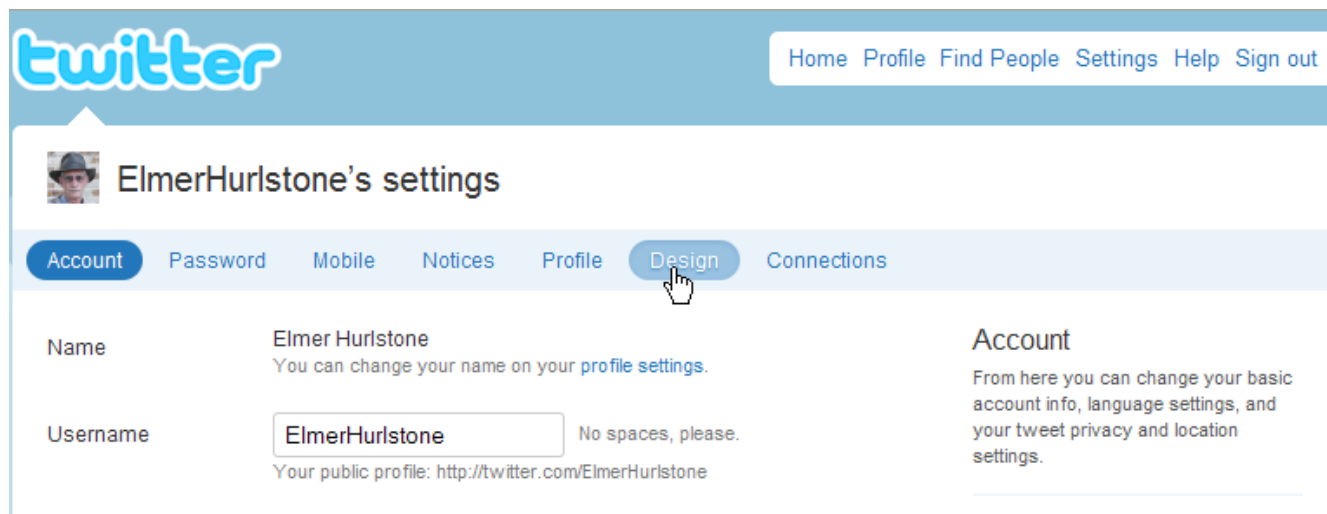 twitter
Home Profile Find People Settings Help Sign out
ElmerHurlstone's settings
Account Password Mobile Notices Profile Design Connections
Name
Elmer Hurlstone
You can change your name on your profile settings.
Username
ElmerHurlstone
No spaces, please.
Your public profile: http://twitter.com/ElmerHurlstone
Account
From here you can change your basic
account info, language settings, and
your tweet privacy and location
settings.